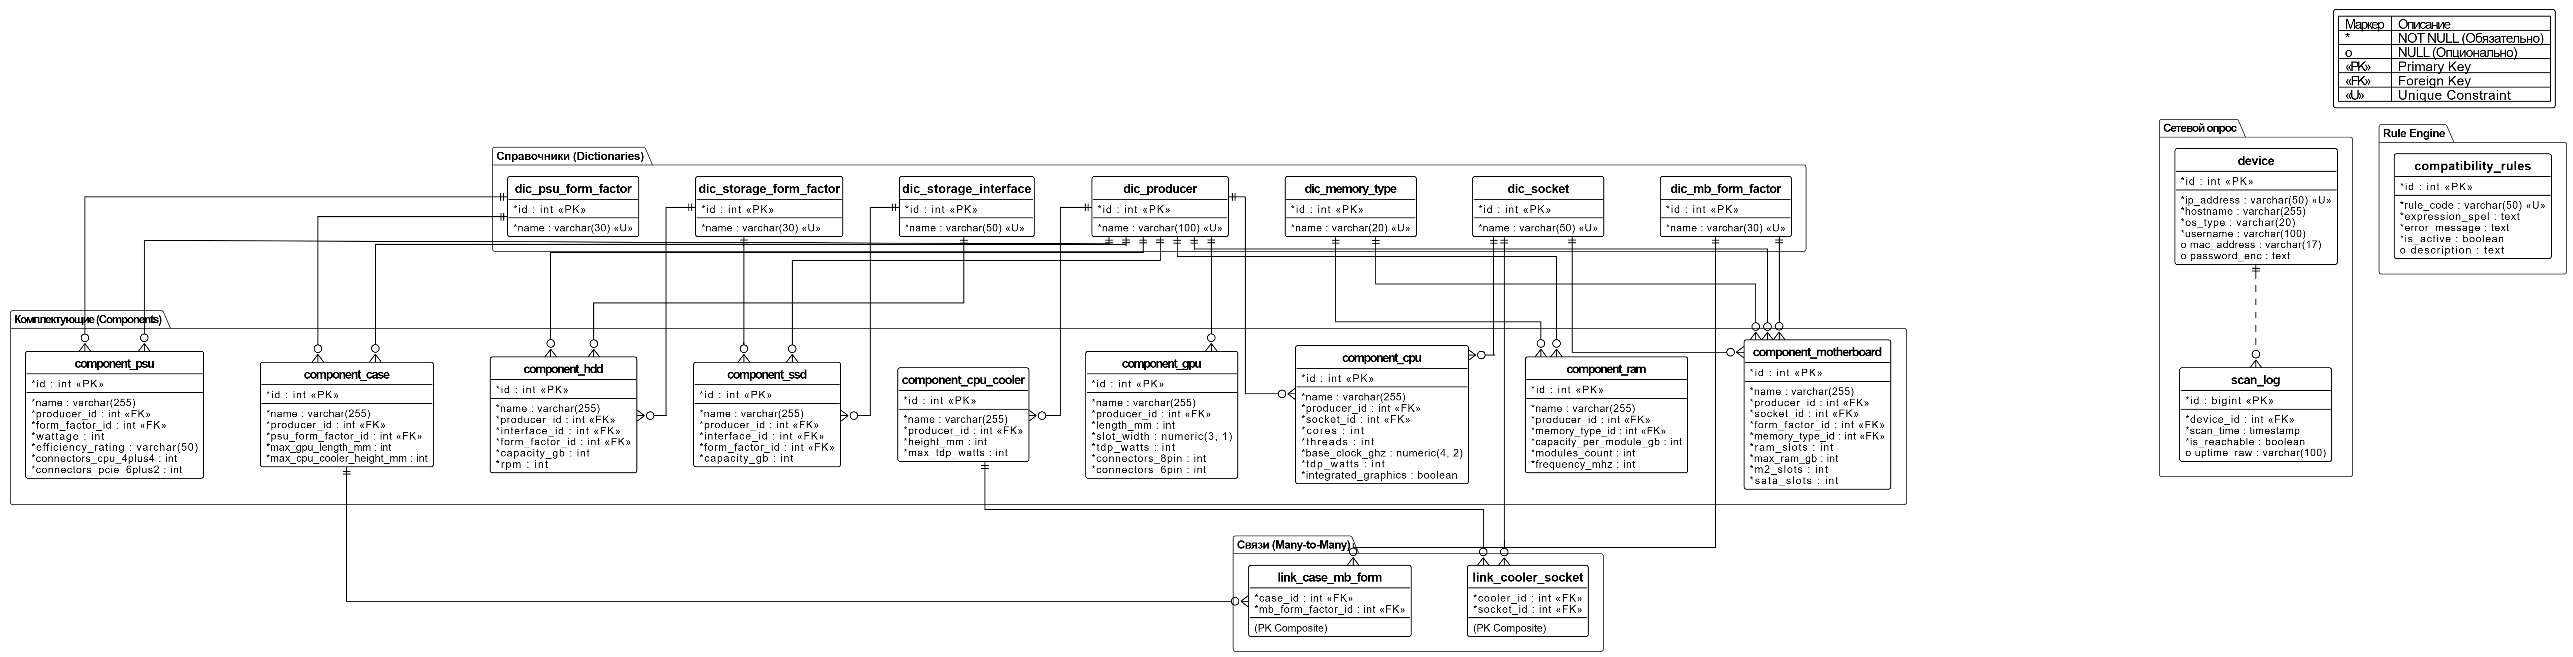 Маркер Описание
* NOT NULL (Обязательно)
o NULL (Опционально)
«PK» Primary Key
«FK» Foreign Key
«U» Unique Constraint
Справочники (Dictionaries)
dic_psu_form_factor
*id : int «PK»
*name : varchar(30) «U»
dic_storage_form_factor
*id : int «PK»
*name : varchar(30) «U»
dic_storage_interface
*id : int «PK»
*name : varchar(50) «U»
dic_producer
*id : int «PK»
*name : varchar(100) «U»
dic_memory_type
*id : int «PK»
*name : varchar(20) «U»
dic_socket
*id : int «PK»
*name : varchar(50) «U»
dic_mb_form_factor
*id : int «PK»
*name : varchar(30) «U»
Сетевой опрос
device
*id : int «PK»
*ip_address : varchar(50) «U»
*hostname : varchar(255)
*os_type : varchar(20)
*username : varchar(100)
o mac_address : varchar(17)
o password_enc : text
scan_log
*id : bigint «PK»
*device_id : int «FK»
*scan_time : timestamp
*is_reachable : boolean
o uptime_raw : varchar(100)
Rule Engine
compatibility_rules
*id : int «PK»
*rule_code : varchar(50) «U»
*expression_spel : text
*error_message : text
*is_active : boolean
o description : text
Комплектующие (Components)
component_psu
*id : int «PK»
*name : varchar(255)
*producer_id : int «FK»
*form_factor_id : int «FK»
*wattage : int
*efficiency_rating : varchar(50)
*connectors_cpu_4plus4 : int
*connectors_pcie_6plus2 : int
component_case
*id : int «PK»
*name : varchar(255)
*producer_id : int «FK»
*psu_form_factor_id : int «FK»
*max_gpu_length_mm : int
*max_cpu_cooler_height_mm : int
component_hdd
*id : int «PK»
*name : varchar(255)
*producer_id : int «FK»
*interface_id : int «FK»
*form_factor_id : int «FK»
*capacity_gb : int
*rpm : int
component_ssd
*id : int «PK»
*name : varchar(255)
*producer_id : int «FK»
*interface_id : int «FK»
*form_factor_id : int «FK»
*capacity_gb : int
component_cpu_cooler
*id : int «PK»
*name : varchar(255)
*producer_id : int «FK»
*height_mm : int
*max_tdp_watts : int
component_gpu
*id : int «PK»
*name : varchar(255)
*producer_id : int «FK»
*length_mm : int
*slot_width : numeric(3, 1)
*tdp_watts : int
*connectors_8pin : int
*connectors_6pin : int
component_cpu
*id : int «PK»
*name : varchar(255)
*producer_id : int «FK»
*socket_id : int «FK»
*cores : int
*threads : int
*base_clock_ghz : numeric(4, 2)
*tdp_watts : int
*integrated_graphics : boolean
component_ram
*id : int «PK»
*name : varchar(255)
*producer_id : int «FK»
*memory_type_id : int «FK»
*capacity_per_module_gb : int
*modules_count : int
*frequency_mhz : int
component_motherboard
*id : int «PK»
*name : varchar(255)
*producer_id : int «FK»
*socket_id : int «FK»
*form_factor_id : int «FK»
*memory_type_id : int «FK»
*ram_slots : int
*max_ram_gb : int
*m2_slots : int
*sata_slots : int
Связи (Many-to-Many)
link_case_mb_form
*case_id : int «FK»
*mb_form_factor_id : int «FK»
(PK Composite)
link_cooler_socket
*cooler_id : int «FK»
*socket_id : int «FK»
(PK Composite)